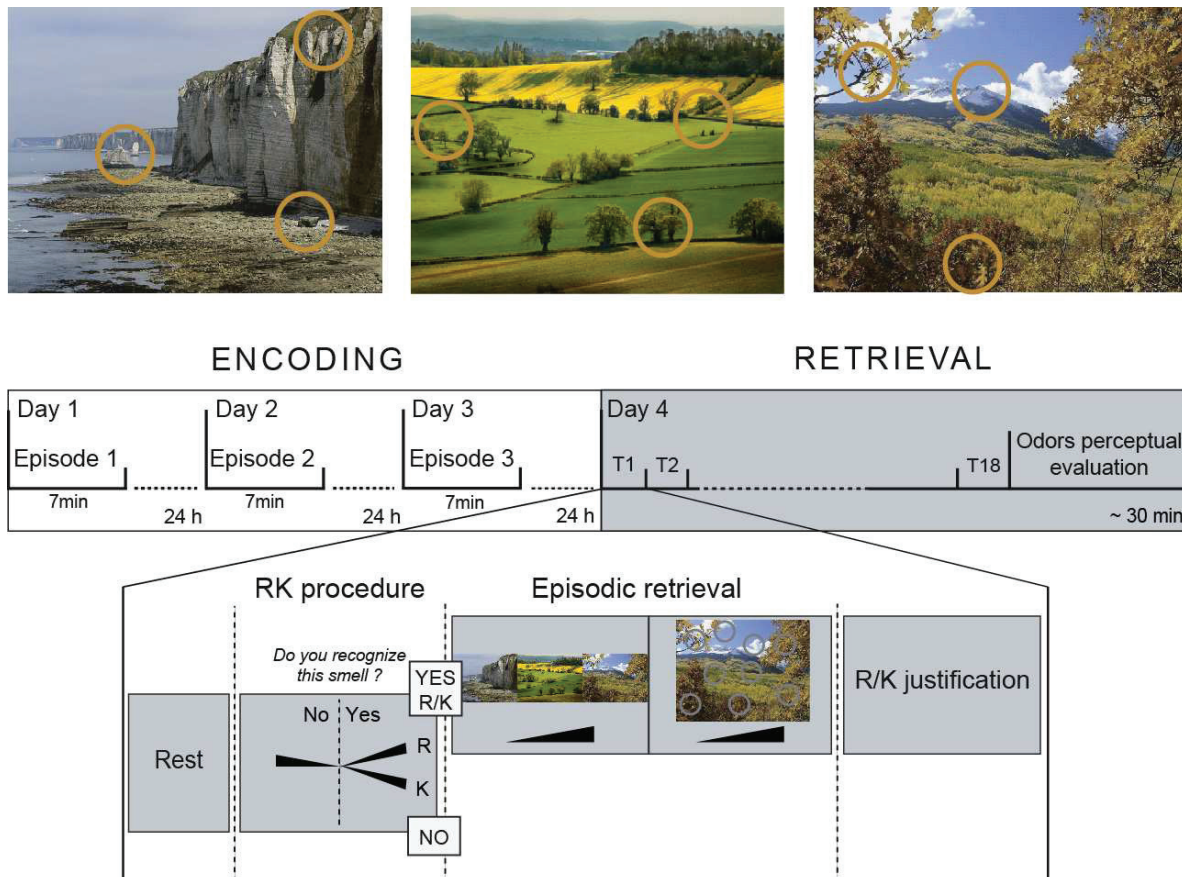 ENCODING
RETRIEVAL
Day 1
Day 2
Day 3
Day 4
Episode 1
Episode 2
Episode 3
T1
T2
T18
Odors perceptual
evaluation
7min
7min
7min
24 h
24 h
24 h
~ 30 min
RK procedure
Episodic retrieval
Do you recognize
this smell ?
YES
R/K
No
Yes
R
K
Rest
R/K justification
NO